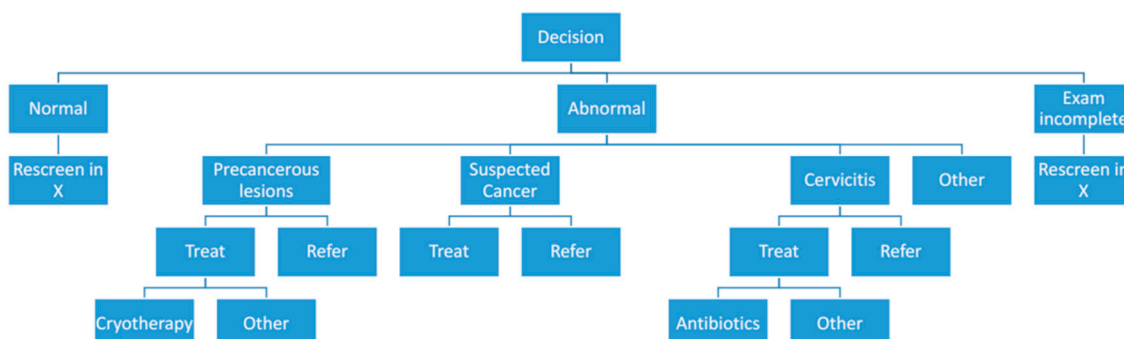 Decision
Normal
Abnormal
Exam
incomplete
Rescreen in
X
Precancerous
lesions
Suspected
Cancer
Cervicitis
Other
Rescreen in
X
Treat
Refer
Treat
Refer
Treat
Refer
Cryotherapy
Other
Antibiotics
Other